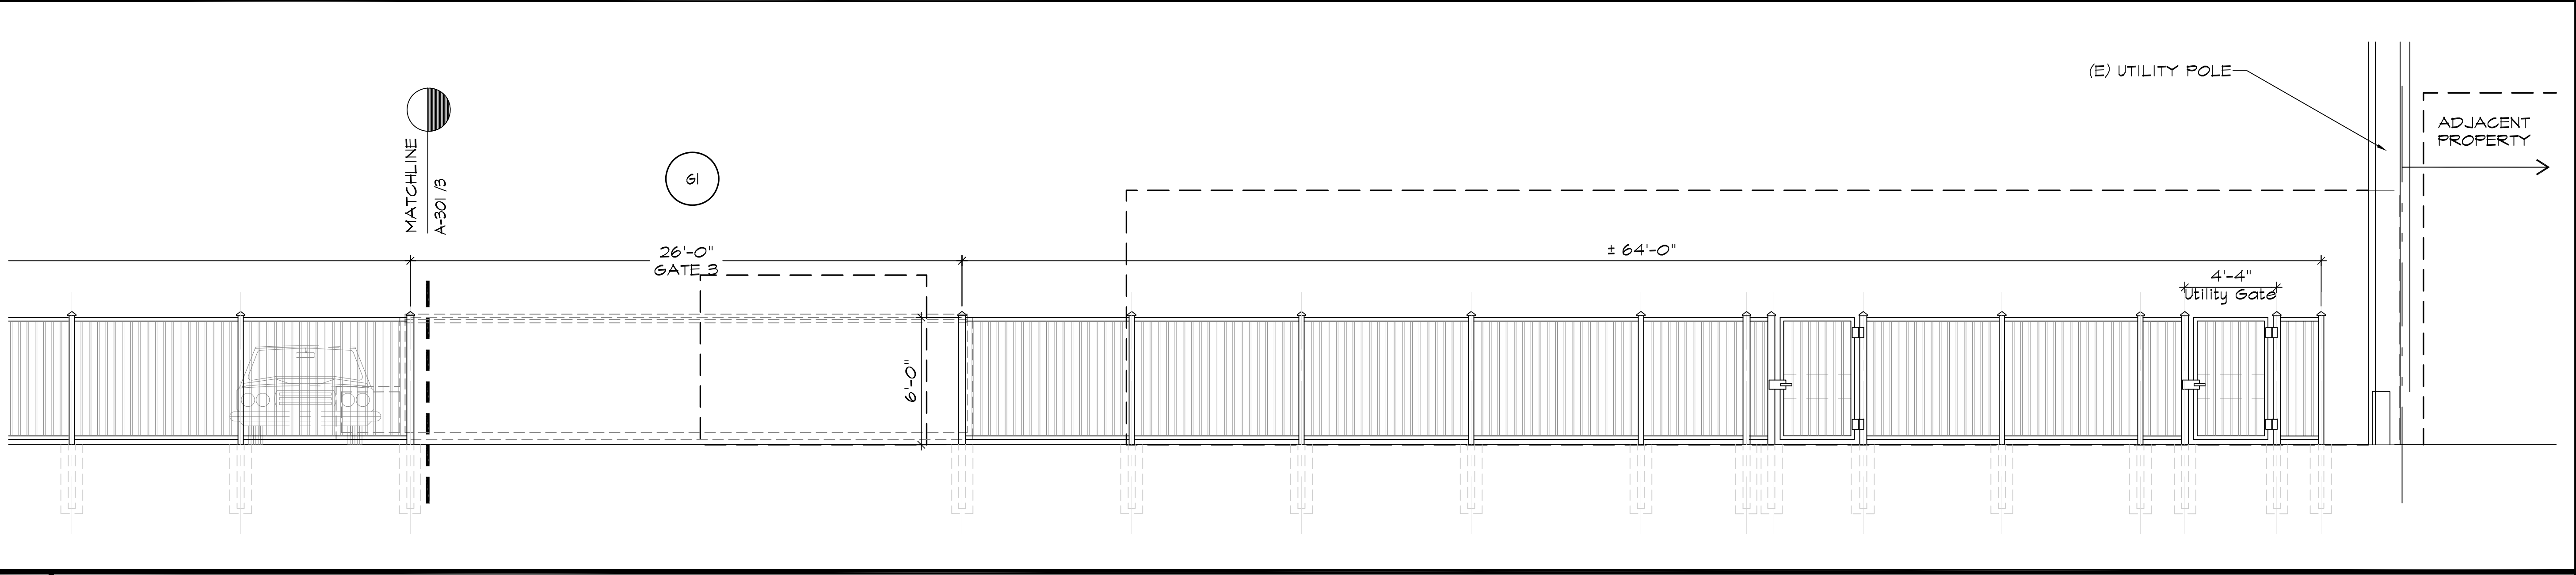 (E) UTILITY POLE
ADJACENT
PROPERTY
MATCHLINE
A-301 /3
G1
26'-0"
GATE 3
± 64'-0"
4'-4"
Utility Gate
6'-0"